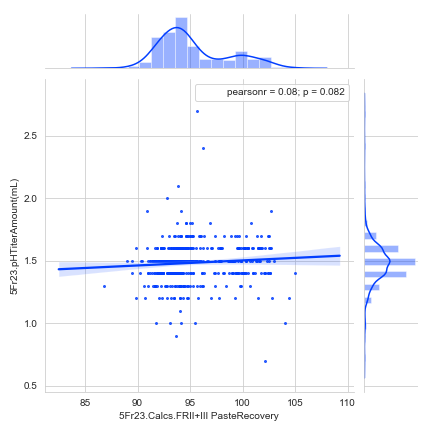 pearsonr = 0.08; p = 0.082
2.5
2.0
1.5
1.0
0.5
5Fr23.pHTiterAmount(mL)
85 90 95 100 105 110
5Fr23.Calcs.FRII+III PasteRecovery